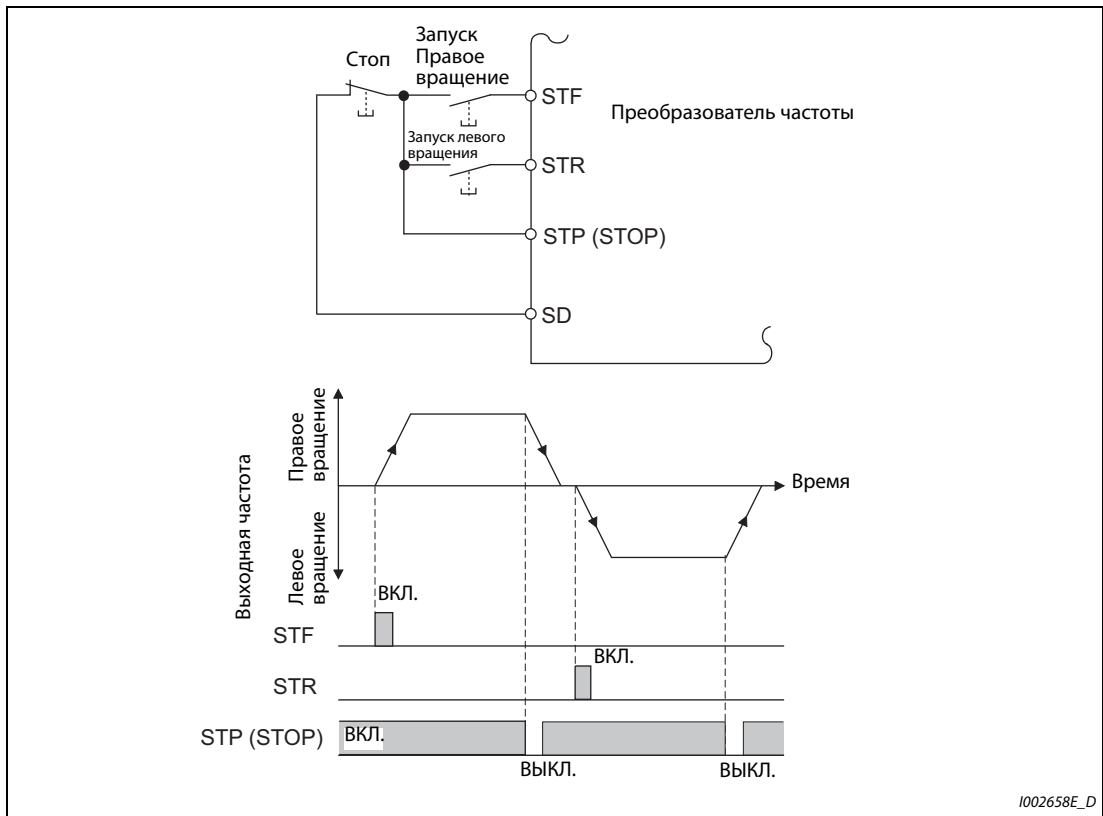 Запуск
Правое
вращение
Стоп
STF
Преобразователь частоты
Запуск левого
вращения
STR
STP (STOP)
SD
Выходная частота
Правое
вращение
Левое
вращение
Время
ВКЛ.
STF
ВКЛ.
STR
STP (STOP)
ВКЛ.
ВЫКЛ.
ВЫКЛ.
I002658E_D